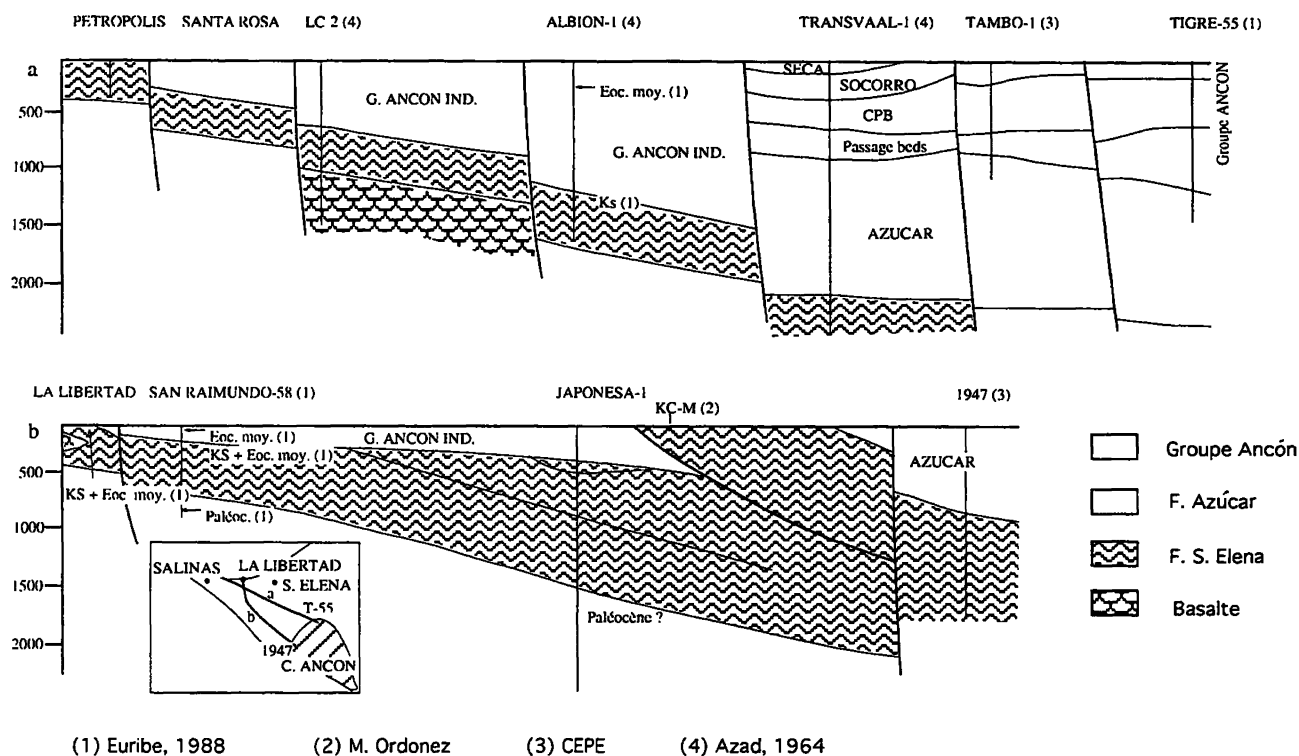 PETROPOLIS SANTA ROSA LC 2 (4) ALBION-1 (4) TRANSVAAL-1 (4) TAMBO-1 (3) TIGRE-55 (1)
a
500
1000
1500
2000
G. ANCON IND.
Eoc. moy. (1)
G. ANCON IND.
Ks (1)
SECA
SOCORRO
CPB
Passage beds
AZUCAR
Groupe ANCON
LA LIBERTAD SAN RAIMUNDO-58 (1) JAPONESA-1 1947 (3)
KC-M (2)
b
500
1000
1500
2000
Eoc. moy. (1)
KS + Eoc. moy. (1)
G. ANCON IND.
KS + Eoc. moy. (1)
Paléoc. (1)
Paléocène ?
AZUCAR
SALINAS
LA LIBERTAD
S. ELENA
a
T-55
b
1947
C. ANCON
Groupe Ancón
F. Azúcar
F. S. Elena
Basalte
(1) Euribe, 1988 (2) M. Ordonez (3) CEPE (4) Azad, 1964